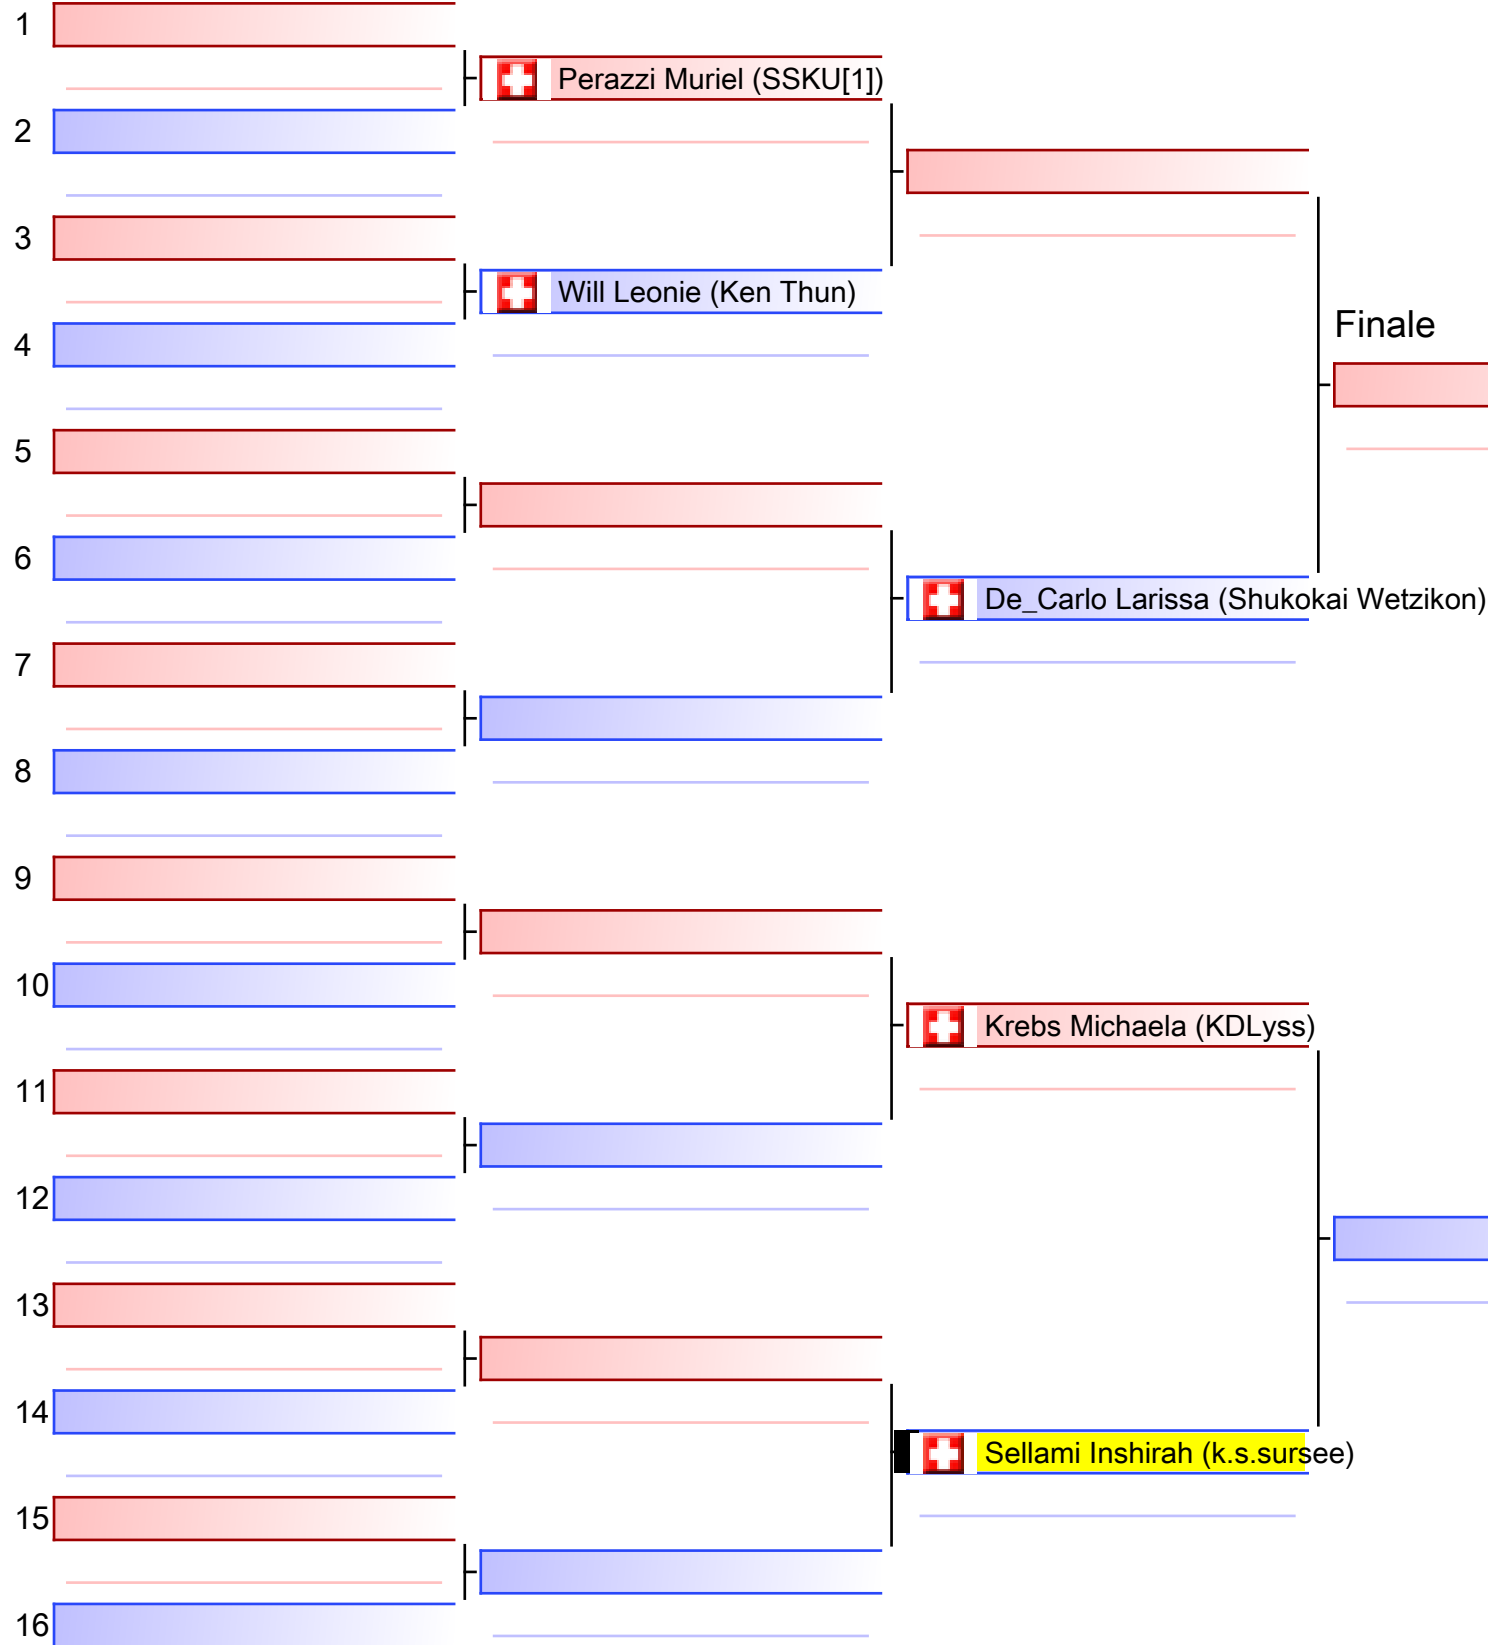 1
Perazzi Muriel (SSKU[1])
2
3
Will Leonie (Ken Thun)
Finale
4
5
6
De_Carlo Larissa (Shukokai Wetzikon)
7
8
9
10
Krebs Michaela (KDLyss)
11
12
13
14
Sellami Inshirah (k.s.sursee)
15
16